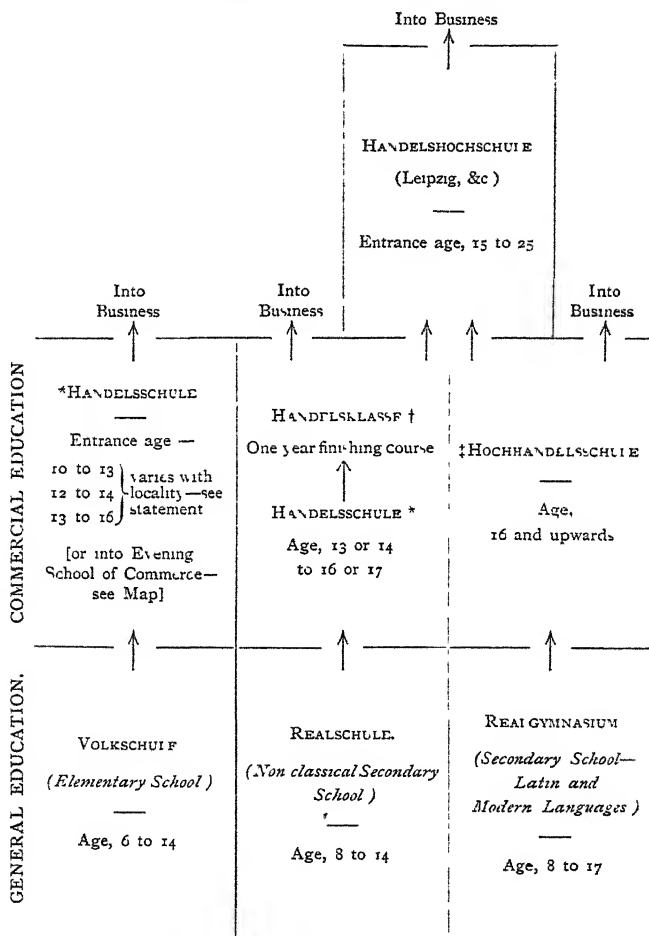 Into Business
HANDELSHOCHSCHULE
(Leipzig, &c )
Entrance age, 15 to 25
Into
Business
Into
Business
Into
Business
COMMERCIAL EDUCATION
*HANDELSSCHULE
Entrance age —
10 to 13
12 to 14
13 to 16
varies with
locality—see
statement
[or into Evening
School of Commerce—
see Map]
HANDELSKLASSE †
One year finishing course
HANDELSSCHULE *
Age, 13 or 14
to 16 or 17
‡HOCHHANDELSSCHULE
Age,
16 and upwards
GENERAL EDUCATION.
VOLKSCHULE
(Elementary School )
Age, 6 to 14
REALSCHULE.
(Non classical Secondary
School )
Age, 8 to 14
REALGYMNASIUM
(Secondary School—
Latin and
Modern Languages )
Age, 8 to 17